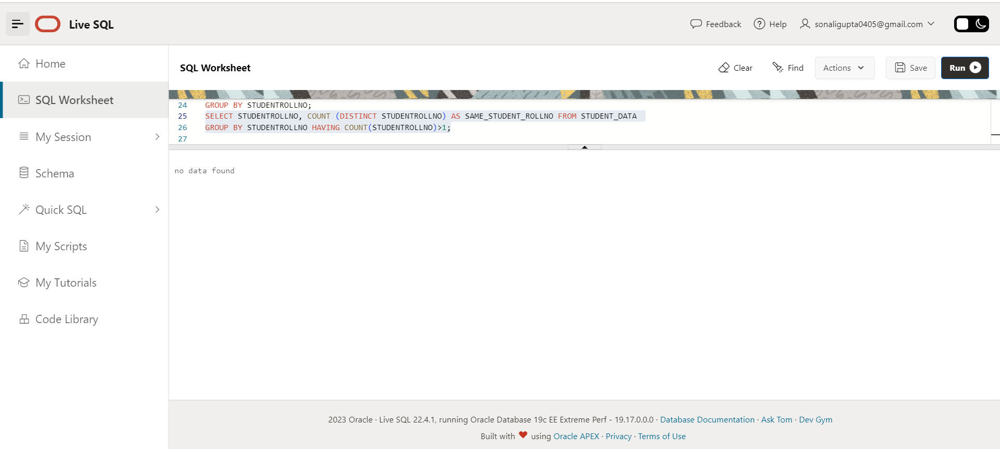 Live SQL
Feedback
Help
sonaligupta0405@gmail.com
Home
SQL Worksheet
My Session
Schema
Quick SQL
My Scripts
My Tutorials
Code Library
SQL Worksheet
Clear
Find
Actions
Save
Run
24 GROUP BY STUDENTROLLNO;
25 SELECT STUDENTROLLNO, COUNT (DISTINCT STUDENTROLLNO) AS SAME_STUDENT_ROLLNO FROM STUDENT_DATA
26 GROUP BY STUDENTROLLNO HAVING COUNT(STUDENTROLLNO)>1;
27
no data found
2023 Oracle · Live SQL 22.4.1, running Oracle Database 19c EE Extreme Perf - 19.17.0.0.0 · Database Documentation · Ask Tom · Dev Gym
Built with ♥ using Oracle APEX · Privacy · Terms of Use